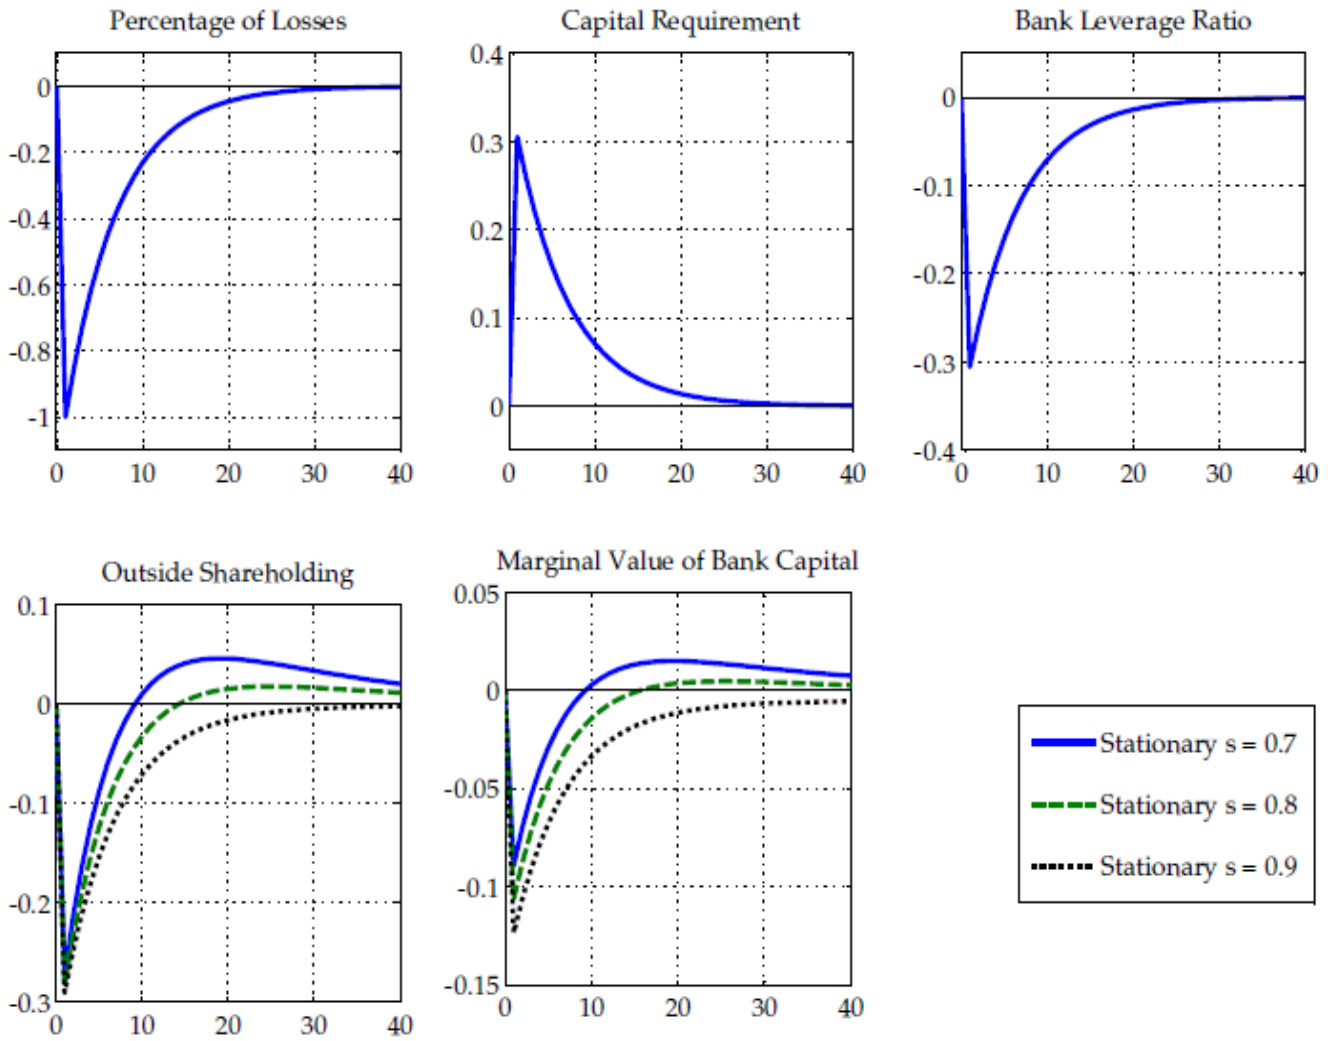 Percentage of Losses
Capital Requirement
Bank Leverage Ratio
0
-0.2
-0.4
-0.6
-0.8
-1
0 10 20 30 40
0.4
0.3
0.2
0.1
0
0 10 20 30 40
0
-0.1
-0.2
-0.3
-0.4
0 10 20 30 40
Outside Shareholding
Marginal Value of Bank Capital
0.1
0
-0.1
-0.2
-0.3
0 10 20 30 40
0.05
0
-0.05
-0.1
-0.15
0 10 20 30 40
Stationary s = 0.7
Stationary s = 0.8
Stationary s = 0.9